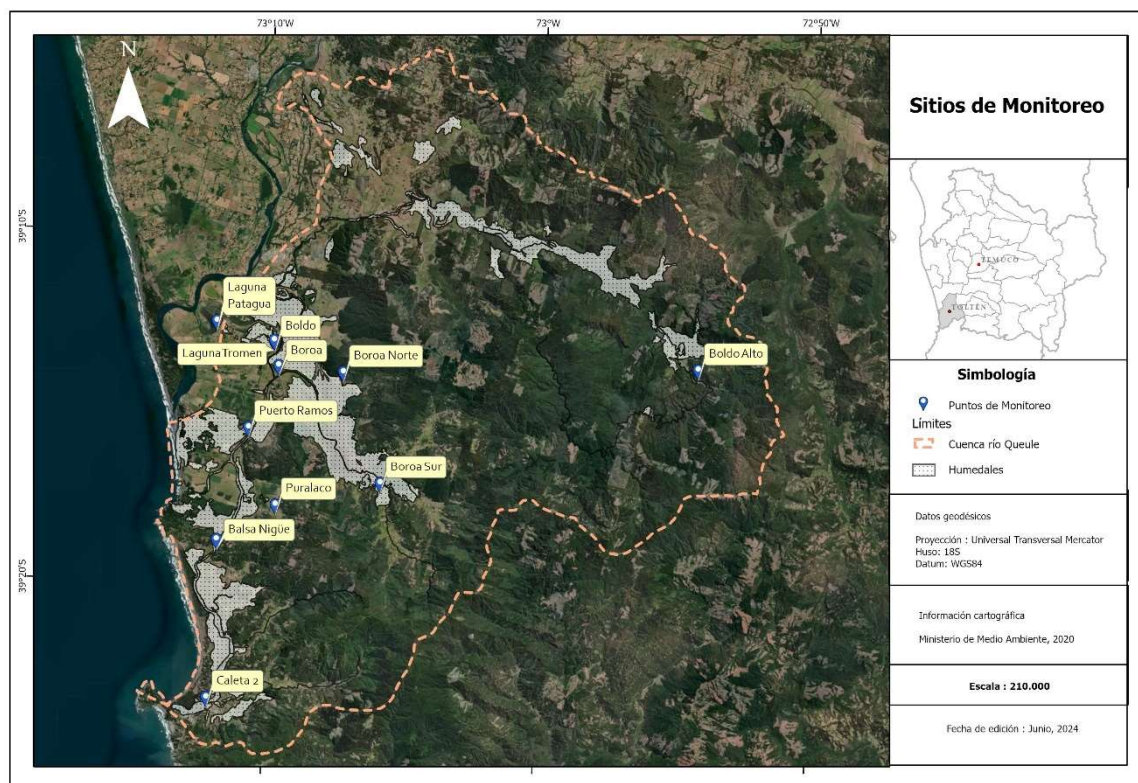 73°10'W
73°W
72°50'W
N
39°10'S
39°20'S
Laguna
Patagua
Boldo
Laguna Tromen
Boroa
Boroa Norte
Boldo Alto
Puerto Ramos
Boroa Sur
Puralaco
Balsa Nigüe
Caleta 2
Sitios de Monitoreo
TEMUCO
TOLTÉN
Simbología
Puntos de Monitoreo
Límites
Cuenca río Queule
Humedales
Datos geodésicos
Proyección : Universal Transversal Mercator
Huso: 18S
Datum: WGS84
Información cartográfica
Ministerio de Medio Ambiente, 2020
Escala : 210.000
Fecha de edición : Junio, 2024